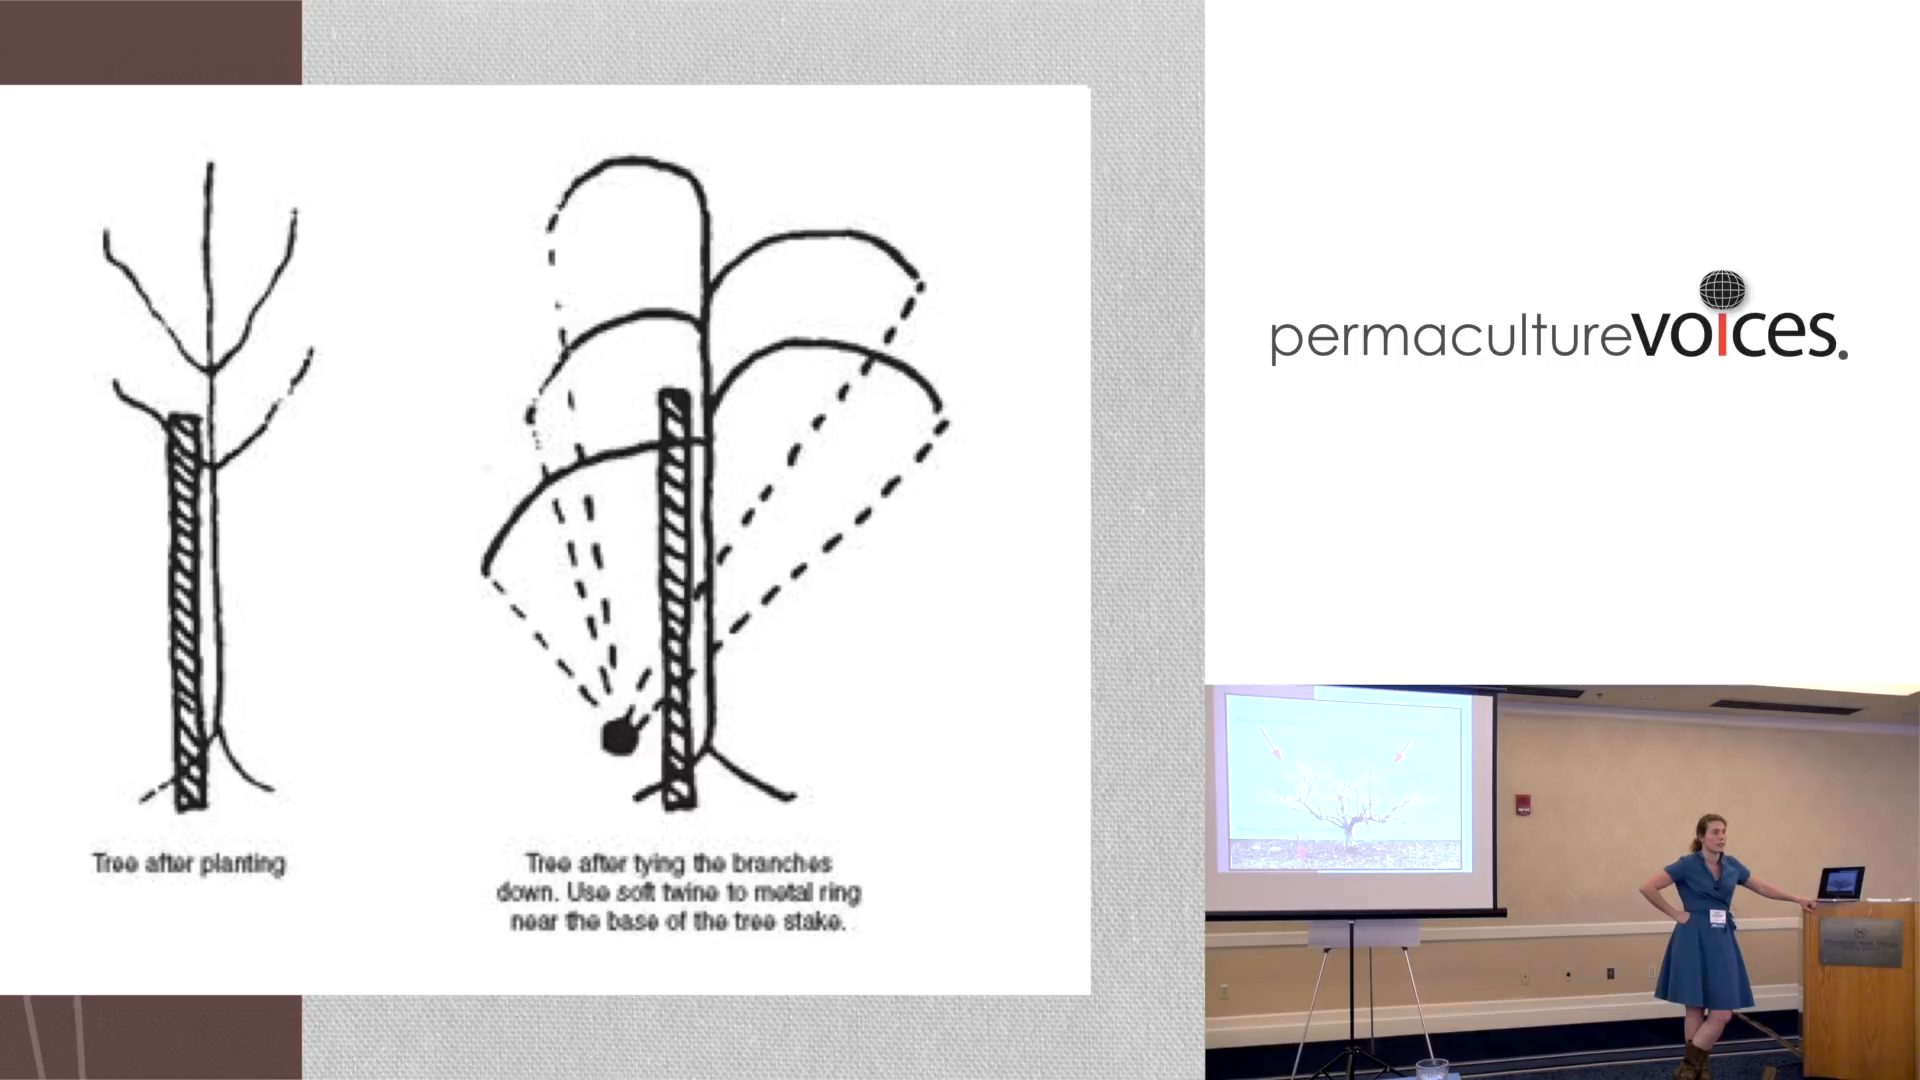 Tree after planting
Tree after tying the branches
down. Use soft twine to metal ring
near the base of the tree stake.
permaculturevoices.